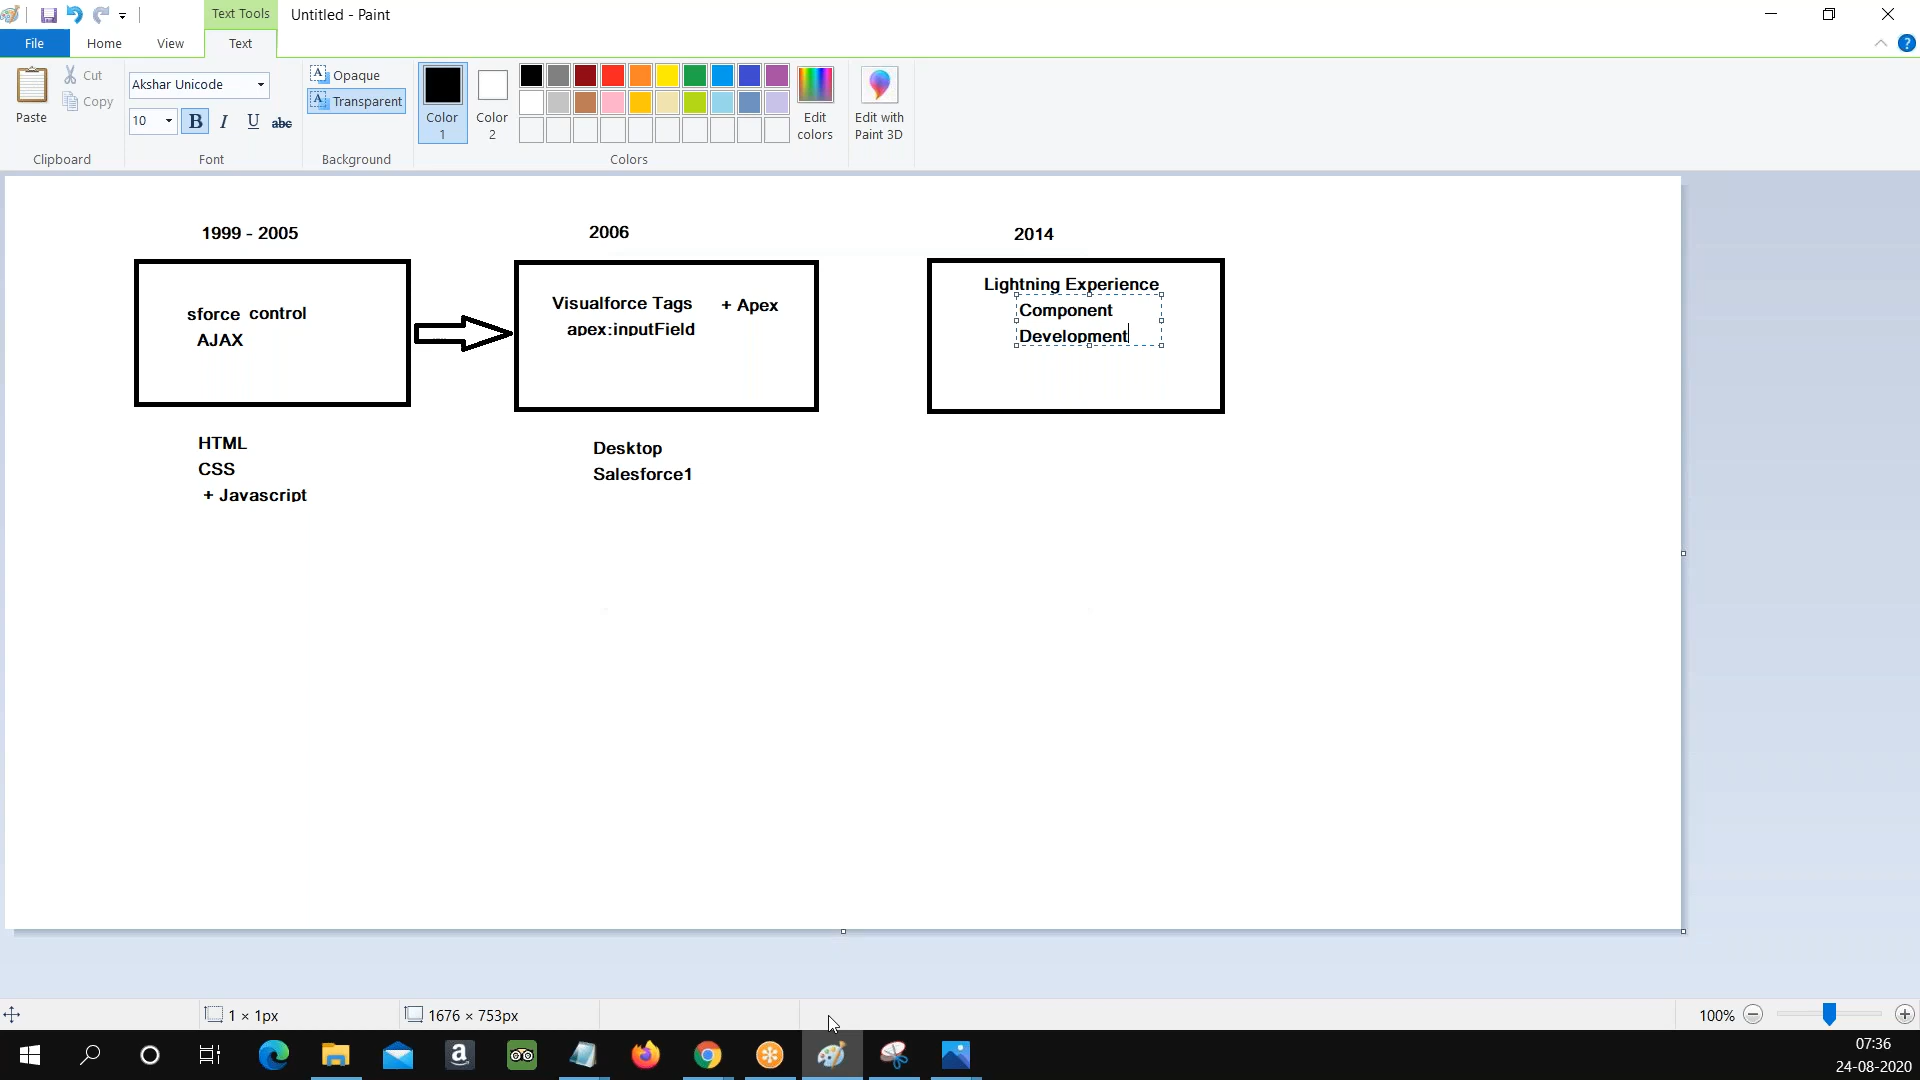 Text Tools
Untitled - Paint
File
Home
View
Text
?
Paste
Cut
Copy
Clipboard
Akshar Unicode
10
B
I
U
abc
Font
A Opaque
A Transparent
Background
Color
1
Color
2
Edit
colors
Colors
Edit with
Paint 3D
1999 - 2005
sforce control
AJAX
HTML
CSS
+ Javascript
2006
Visualforce Tags + Apex
apex:inputField
Desktop
Salesforce1
2014
Lightning Experience
Component
Development
1 × 1px
1676 × 753px
100%
a
07:36
24-08-2020